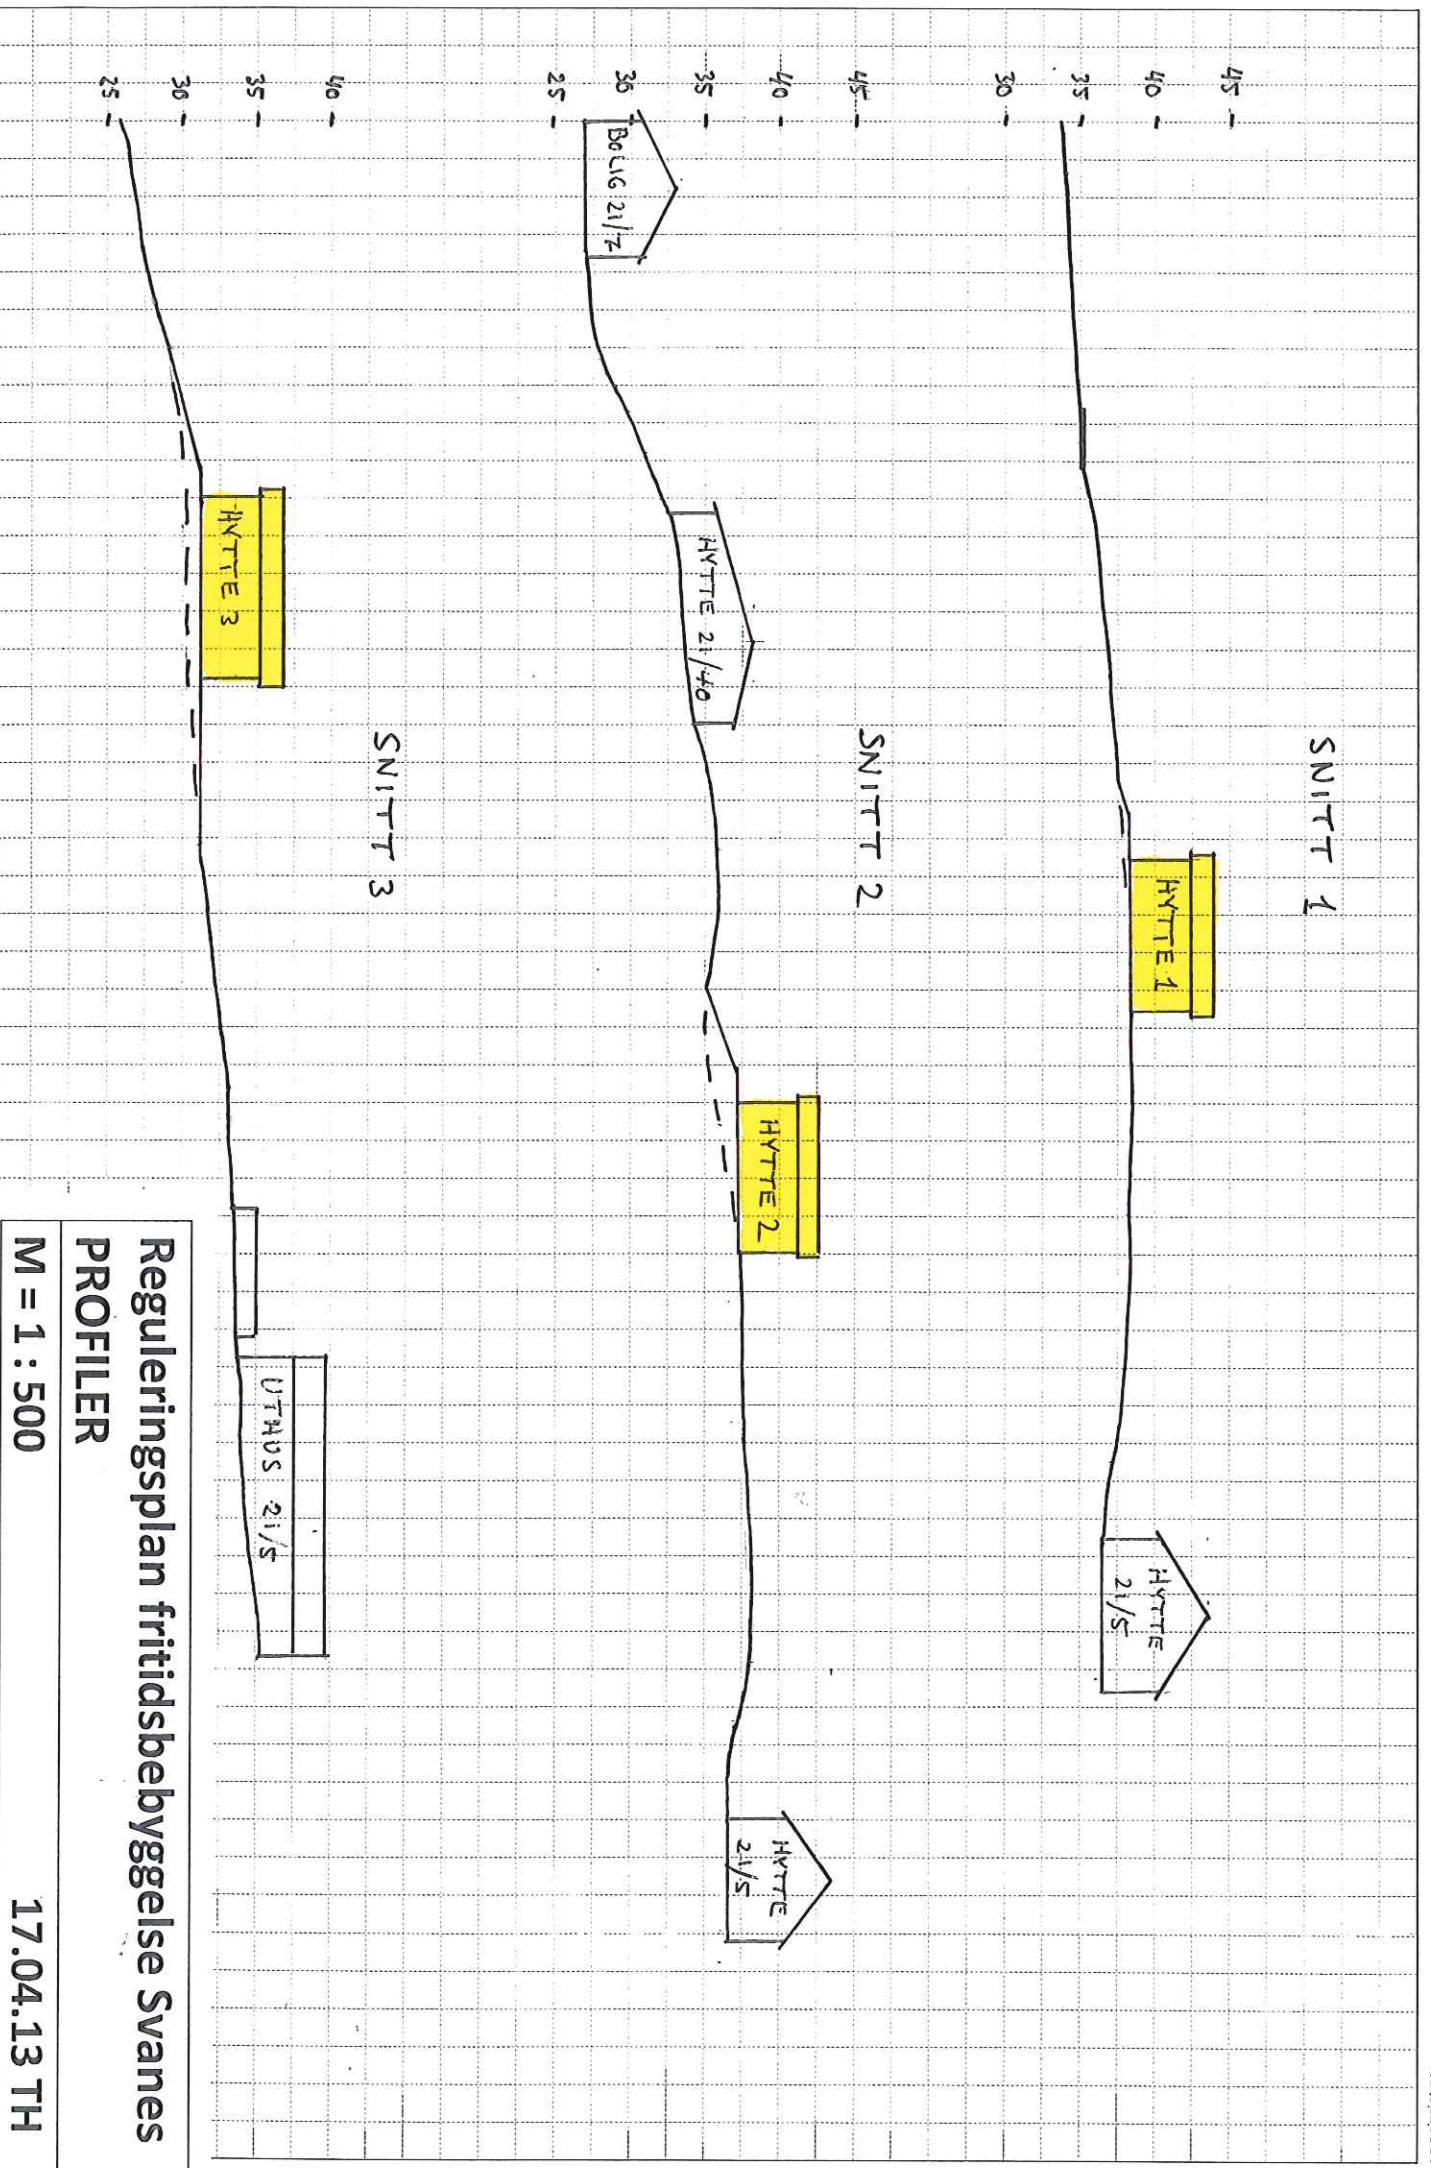 SNITT 1
45
40
35
30
HYTTE 1
HYTTE
21/5
SNITT 2
45
40
35
30
25
BOLIG 21/2
HYTTE 21/40
HYTTE 2
HYTTE
21/5
SNITT 3
40
35
30
25
HYTTE 3
UTHUS 21/5
Reguleringsplan fritidsbebyggelse Svanes
PROFILER
M = 1 : 500
17.04.13 TH